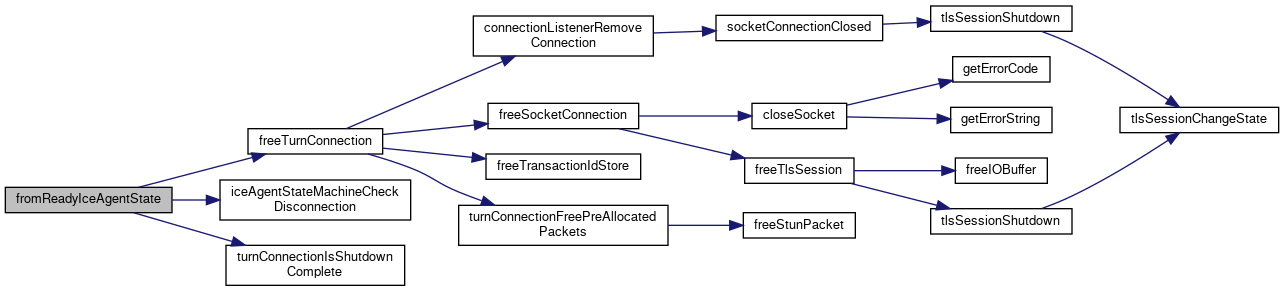 fromReadyIceAgentState
freeTurnConnection
iceAgentStateMachineCheck
Disconnection
turnConnectionIsShutdown
Complete
connectionListenerRemove
Connection
freeSocketConnection
freeTransactionIdStore
turnConnectionFreePreAllocated
Packets
socketConnectionClosed
closeSocket
freeTlsSession
freeStunPacket
tlsSessionShutdown
getErrorCode
getErrorString
freeIOBuffer
tlsSessionShutdown
tlsSessionChangeState